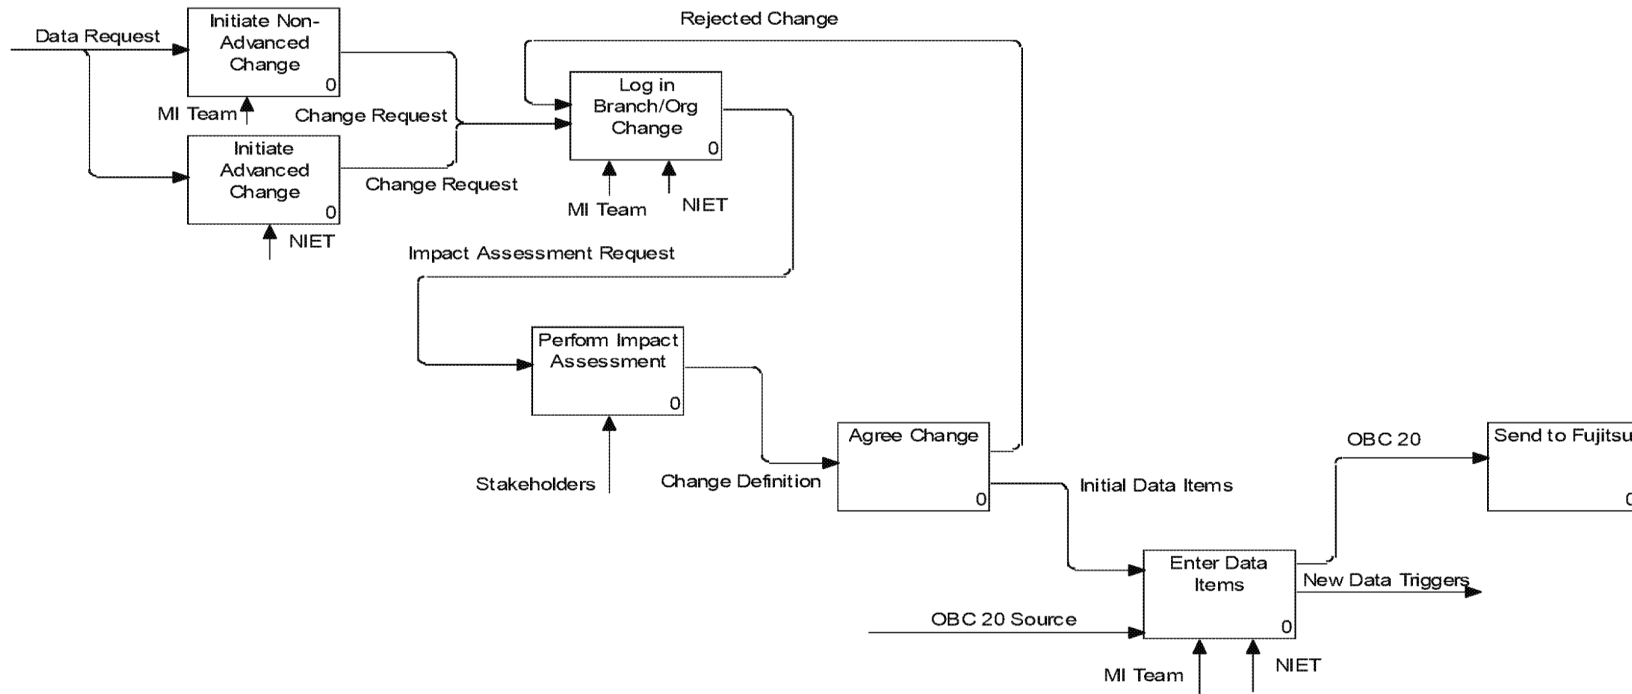 Rejected Change
Data Request
Initiate Non-
Advanced
Change
0
MI Team
Change Request
Initiate
Advanced
Change
0
NIET
Change Request
Log in
Branch/Org
Change
0
MI Team
NIET
Impact Assessment Request
Perform Impact
Assessment
0
Stakeholders
Change Definition
Agree Change
0
Initial Data Items
OBC 20
Send to Fujitsu
0
Enter Data
Items
0
New Data Triggers
OBC 20 Source
MI Team
NIET